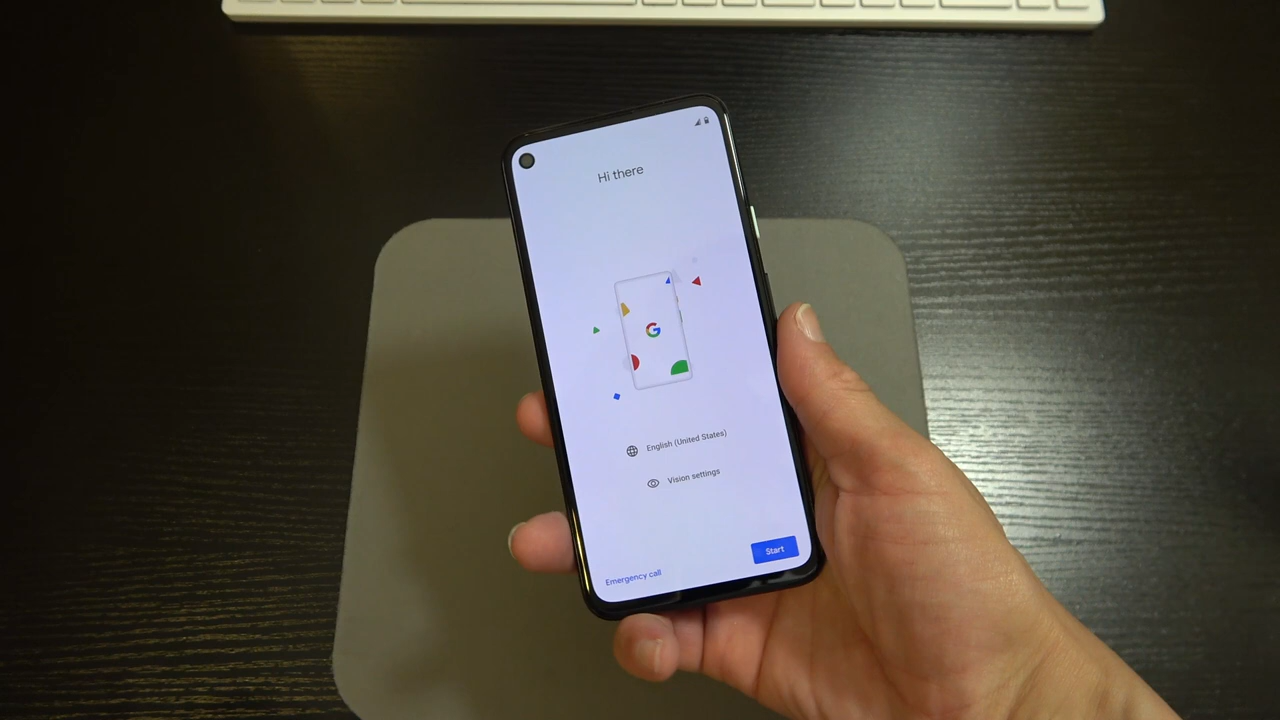 Hi there
G
English (United States)
Vision settings
Start
Emergency call